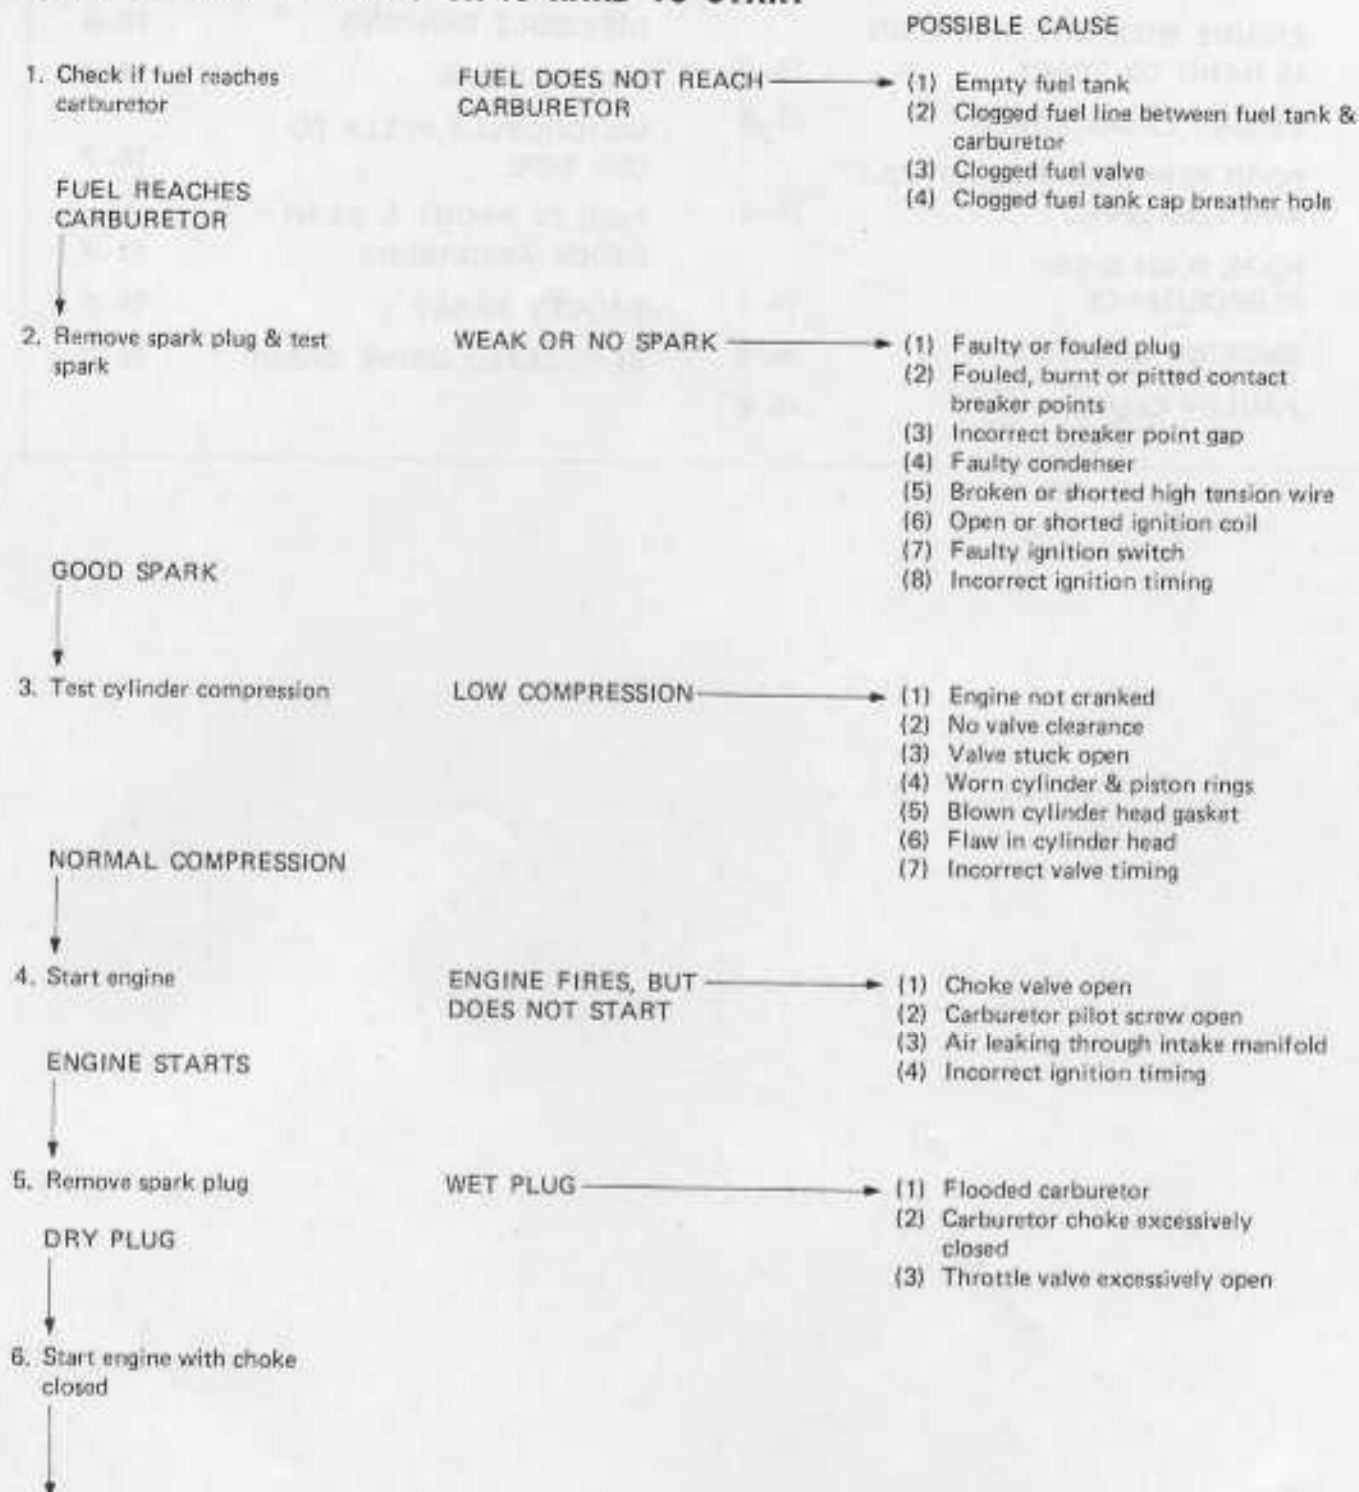 HARD TO START
POSSIBLE CAUSE
1. Check if fuel reaches
carburetor
FUEL DOES NOT REACH
CARBURETOR
(1) Empty fuel tank
(2) Clogged fuel line between fuel tank &
carburetor
(3) Clogged fuel valve
(4) Clogged fuel tank cap breather hole
FUEL REACHES
CARBURETOR
2. Remove spark plug & test
spark
WEAK OR NO SPARK
(1) Faulty or fouled plug
(2) Fouled, burnt or pitted contact
breaker points
(3) Incorrect breaker point gap
(4) Faulty condenser
(5) Broken or shorted high tension wire
(6) Open or shorted ignition coil
(7) Faulty ignition switch
(8) Incorrect ignition timing
GOOD SPARK
3. Test cylinder compression
LOW COMPRESSION
(1) Engine not cranked
(2) No valve clearance
(3) Valve stuck open
(4) Worn cylinder & piston rings
(5) Blown cylinder head gasket
(6) Flaw in cylinder head
(7) Incorrect valve timing
NORMAL COMPRESSION
4. Start engine
ENGINE FIRES, BUT
DOES NOT START
(1) Choke valve open
(2) Carburetor pilot screw open
(3) Air leaking through intake manifold
(4) Incorrect ignition timing
ENGINE STARTS
5. Remove spark plug
WET PLUG
(1) Flooded carburetor
(2) Carburetor choke excessively
closed
(3) Throttle valve excessively open
DRY PLUG
6. Start engine with choke
closed